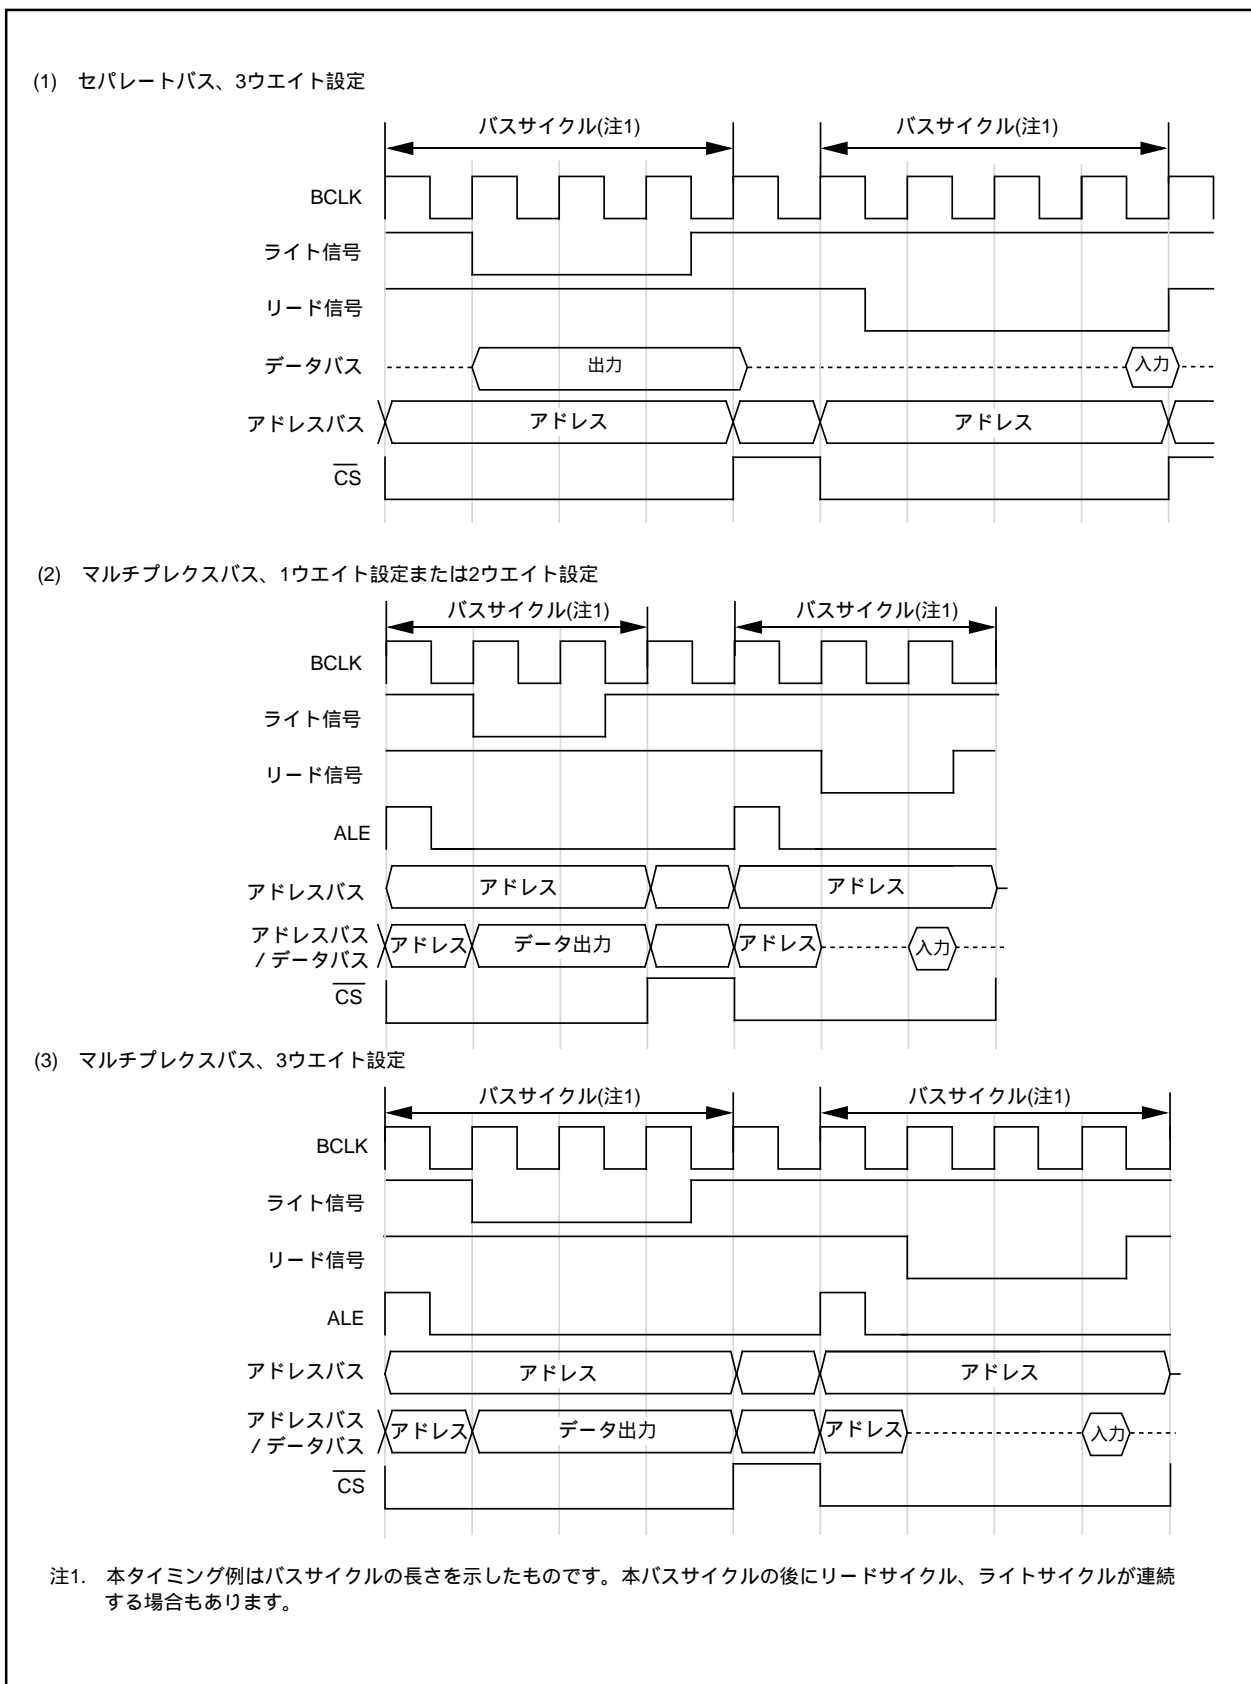 (1) セパレートバス、3ウエイト設定
バスサイクル(注1) バスサイクル(注1)
BCLK
ライト信号
リード信号
データバス 出力 入力
アドレスバス アドレス アドレス
CS
(2) マルチプレクスバス、1ウエイト設定または2ウエイト設定
バスサイクル(注1) バスサイクル(注1)
BCLK
ライト信号
リード信号
ALE
アドレスバス アドレス アドレス
アドレスバス
/ データバス アドレス データ出力 アドレス 入力
CS
(3) マルチプレクスバス、3ウエイト設定
バスサイクル(注1) バスサイクル(注1)
BCLK
ライト信号
リード信号
ALE
アドレスバス アドレス アドレス
アドレスバス
/ データバス アドレス データ出力 アドレス 入力
CS
注1. 本タイミング例はバスサイクルの長さを示したものです。本バスサイクルの後にリードサイクル、ライトサイクルが連続
する場合もあります。